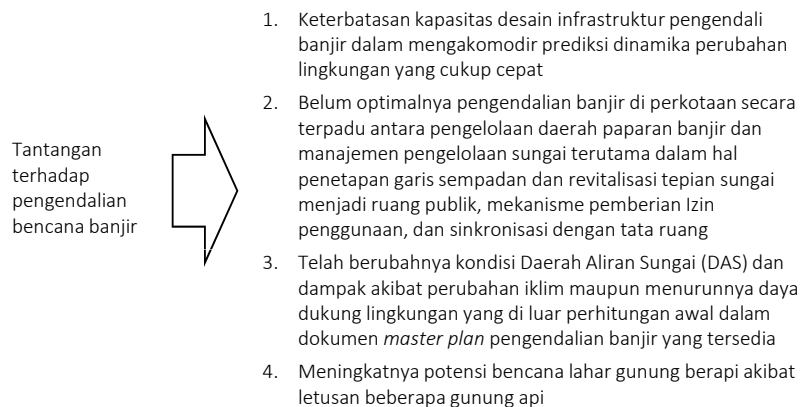 Tantangan
terhadap
pengendalian
bencana banjir
1. Keterbatasan kapasitas desain infrastruktur pengendali
banjir dalam mengakomodir prediksi dinamika perubahan
lingkungan yang cukup cepat
2. Belum optimalnya pengendalian banjir di perkotaan secara
terpadu antara pengelolaan daerah paparan banjir dan
manajemen pengelolaan sungai terutama dalam hal
penetapan garis sempadan dan revitalisasi tepian sungai
menjadi ruang publik, mekanisme pemberian Izin
penggunaan, dan sinkronisasi dengan tata ruang
3. Telah berubahnya kondisi Daerah Aliran Sungai (DAS) dan
dampak akibat perubahan iklim maupun menurunnya daya
dukung lingkungan yang di luar perhitungan awal dalam
dokumen master plan pengendalian banjir yang tersedia
4. Meningkatnya potensi bencana lahar gunung berapi akibat
letusan beberapa gunung api